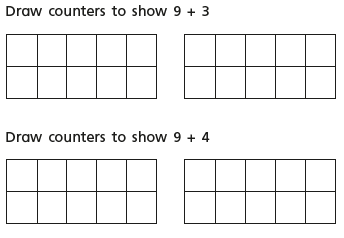 Draw counters to show 9 + 3
Draw counters to show 9 + 4